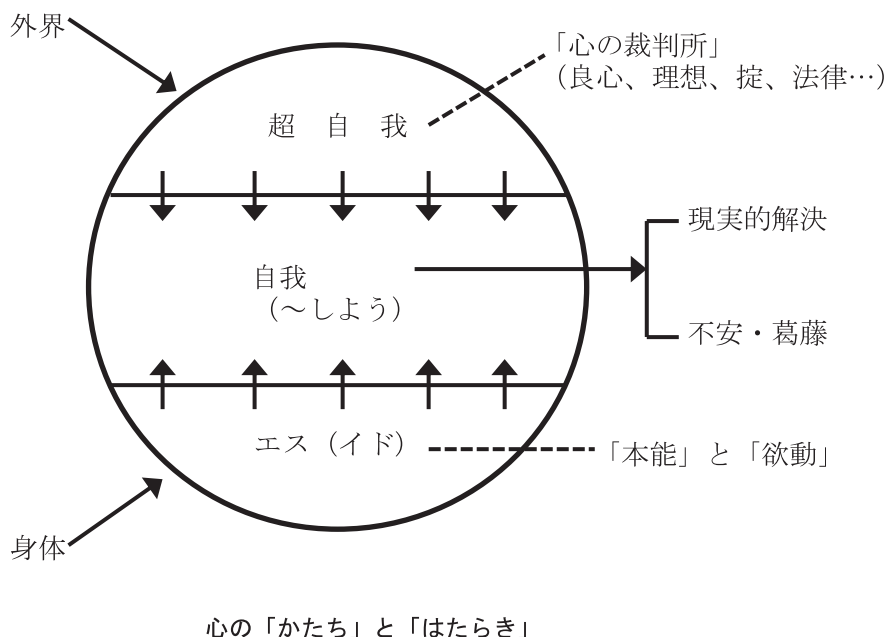 外界
「心の裁判所」
（良心、理想、掟、法律…）
超 自 我
現実的解決
自我
（〜しよう）
不安・葛藤
エス（イド）
「本能」と「欲動」
身体
心の「かたち」と「はたらき」